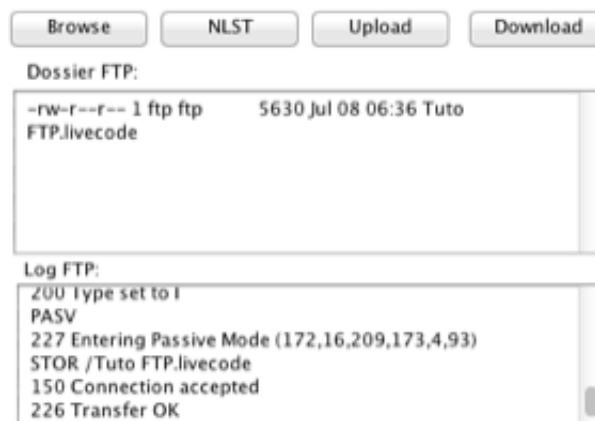 Browse NLST Upload Download
Dossier FTP:
-rw-r--r-- 1 ftp ftp 5630 Jul 08 06:36 Tuto
FTP.livecode
Log FTP:
200 Type set to I
PASV
227 Entering Passive Mode (172,16,209,173,4,93)
STOR /Tuto FTP.livecode
150 Connection accepted
226 Transfer OK